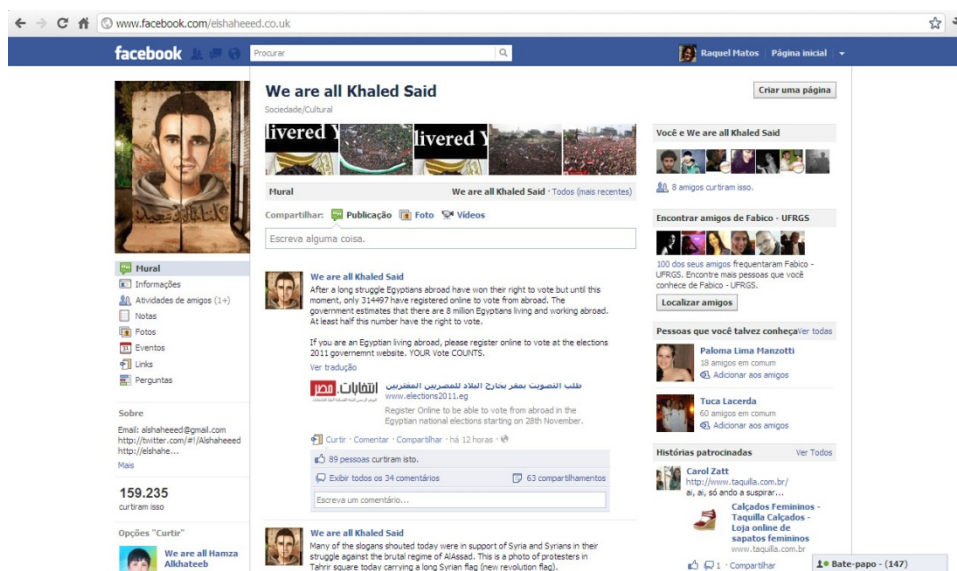 www.facebook.com/elshaheeed.co.uk
facebook
Procurar
Raquel Matos
Página inicial
We are all Khaled Said
Sociedade/Cultural
Criar uma página
livered Y
livered Y
Mural
We are all Khaled Said · Todos (mais recentes)
Compartilhar: Publicação Foto Vídeos
Escreva alguma coisa.
We are all Khaled Said
After a long struggle Egyptians abroad have won their right to vote but until this
moment, only 314497 have registered online to vote from abroad. The
government estimates that there are 8 million Egyptians living and working abroad.
At least half this number have the right to vote.
If you are an Egyptian living abroad, please register online to vote at the elections
2011 governemnt website. YOUR Vote COUNTS.
Ver tradução
انتخابات مصر
طلب التصويت بمقر بخارج البلاد للمصريين المغتربين
www.elections2011.eg
Register Online to be able to vote from abroad in the
Egyptian national elections starting on 28th November.
Curtir · Comentar · Compartilhar · há 12 horas ·
89 pessoas curtiram isto.
Exibir todos os 34 comentários
63 compartilhamentos
Escreva um comentário...
We are all Khaled Said
Many of the slogans shouted today were in support of Syria and Syrians in their
struggle against the brutal regime of AlAssad. This is a photo of protesters in
Tahrir square today carrying a long Syrian flag (new revolution flag).
Mural
Informações
Atividades de amigos (1+)
Notas
Fotos
Eventos
Links
Perguntas
Sobre
Email: alshaheeed@gmail.com
http://twitter.com/#!/Alshaheeed
http://elshahe...
Mais
159.235
curtiram isso
Opções "Curtir"
We are all Hamza
Alkhateeb
Você e We are all Khaled Said
8 amigos curtiram isso.
Encontrar amigos de Fabico - UFRGS
100 dos seus amigos frequentaram Fabico -
UFRGS. Encontre mais pessoas que você
conhece de Fabico - UFRGS.
Localizar amigos
Pessoas que você talvez conheça
Ver todas
Paloma Lima Manzotti
18 amigos em comum
Adicionar aos amigos
Tuca Lacerda
60 amigos em comum
Adicionar aos amigos
Histórias patrocinadas
Ver Todos
Carol Zatt
http://www.taquilla.com.br/
ai, ai, só ando a suspirar...
Calçados Femininos -
Taquilla Calçados -
Loja online de
sapatos femininos
www.taquilla.com.br
1 · Compartilhar
Bate-papo - (147)